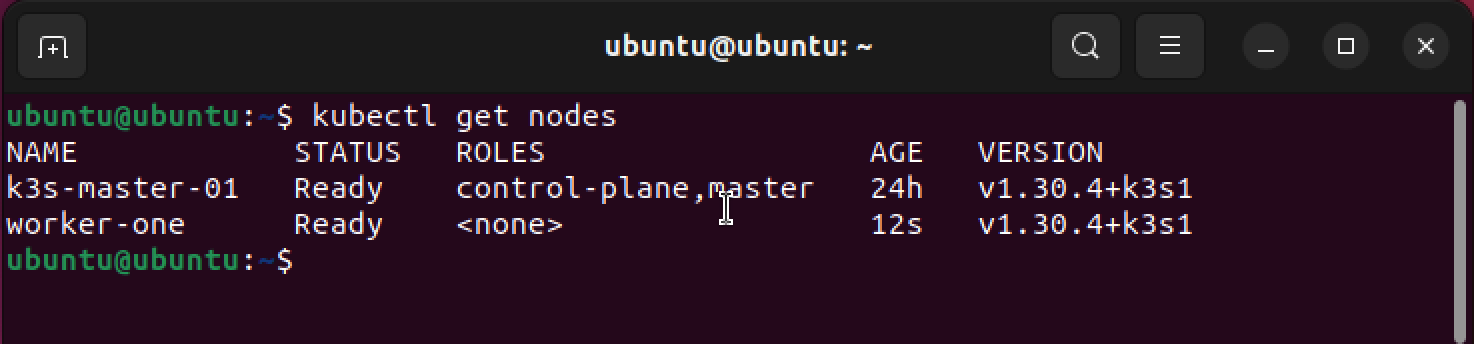 ubuntu@ubuntu: ~
ubuntu@ubuntu:~$ kubectl get nodes
NAME            STATUS   ROLES                  AGE   VERSION
k3s-master-01   Ready    control-plane,master   24h   v1.30.4+k3s1
worker-one      Ready    <none>                 12s   v1.30.4+k3s1
ubuntu@ubuntu:~$